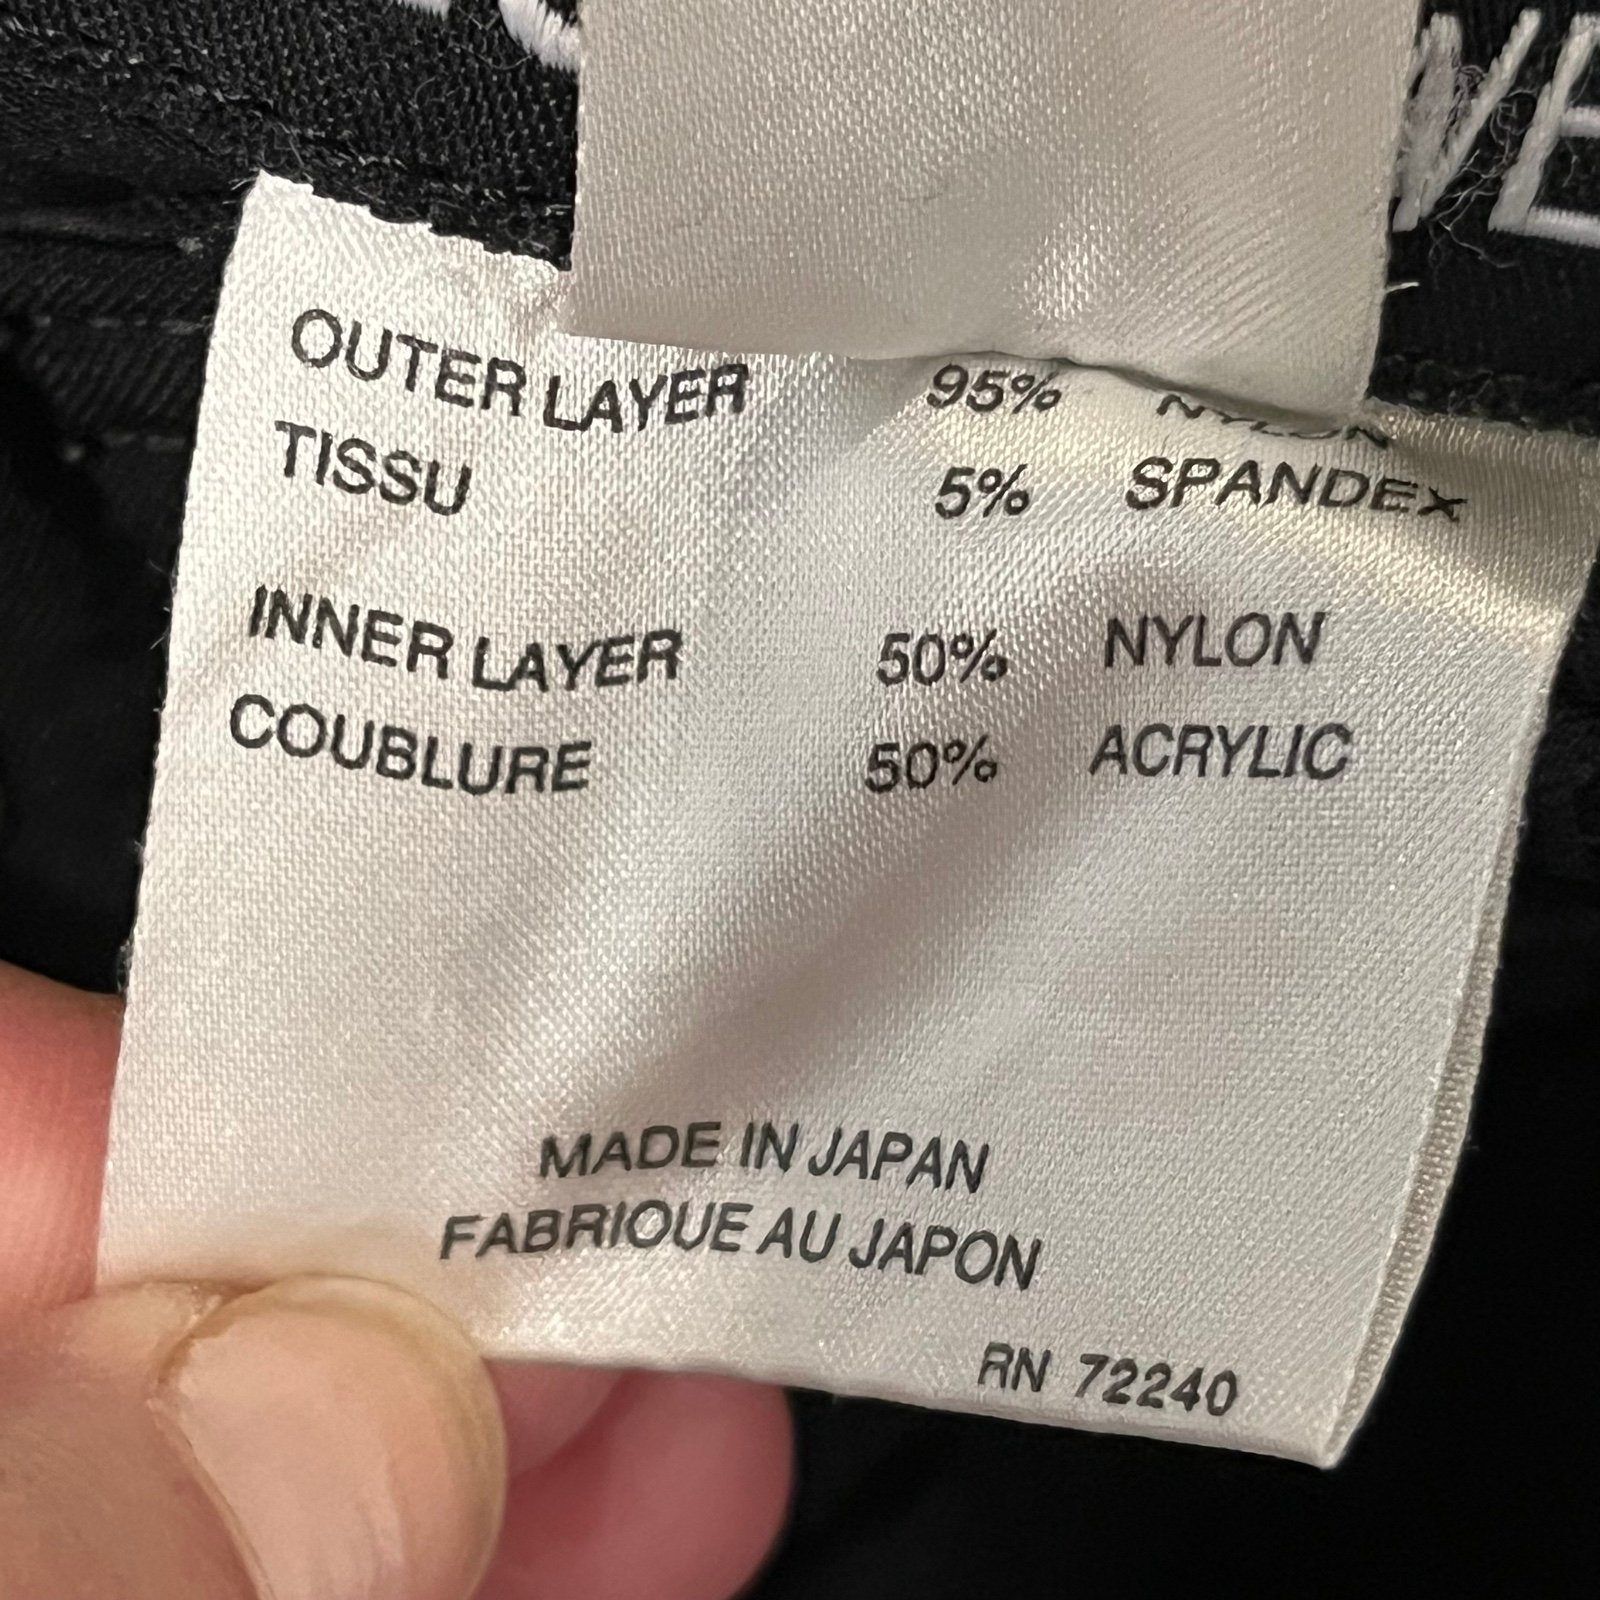 OUTER LAYER 95% NYLON
TISSU 5% SPANDEX
INNER LAYER 50% NYLON
COUBLURE 50% ACRYLIC
MADE IN JAPAN
FABRIQUE AU JAPON
RN 72240